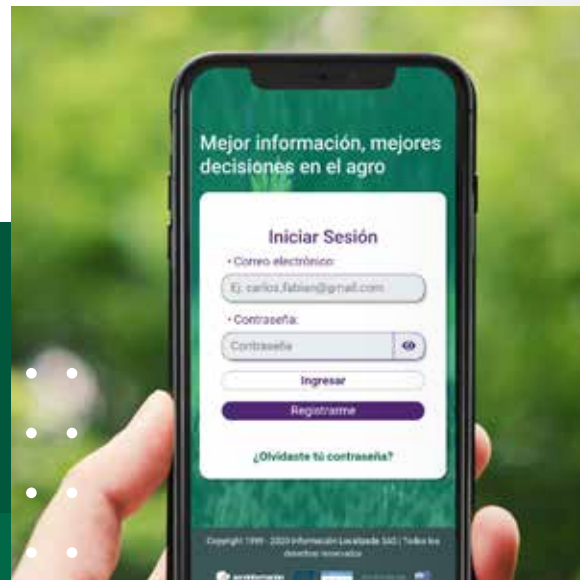 Mejor información, mejores
decisiones en el agro
Iniciar Sesión
• Correo electrónico:
Ej. carlos.fabian@gmail.com
• Contraseña:
Contraseña
Ingresar
Registrarme
¿Olvidaste tú contraseña?
Copyright 1999 - 2020 Información Localizada SAS | Todos los
derechos reservados